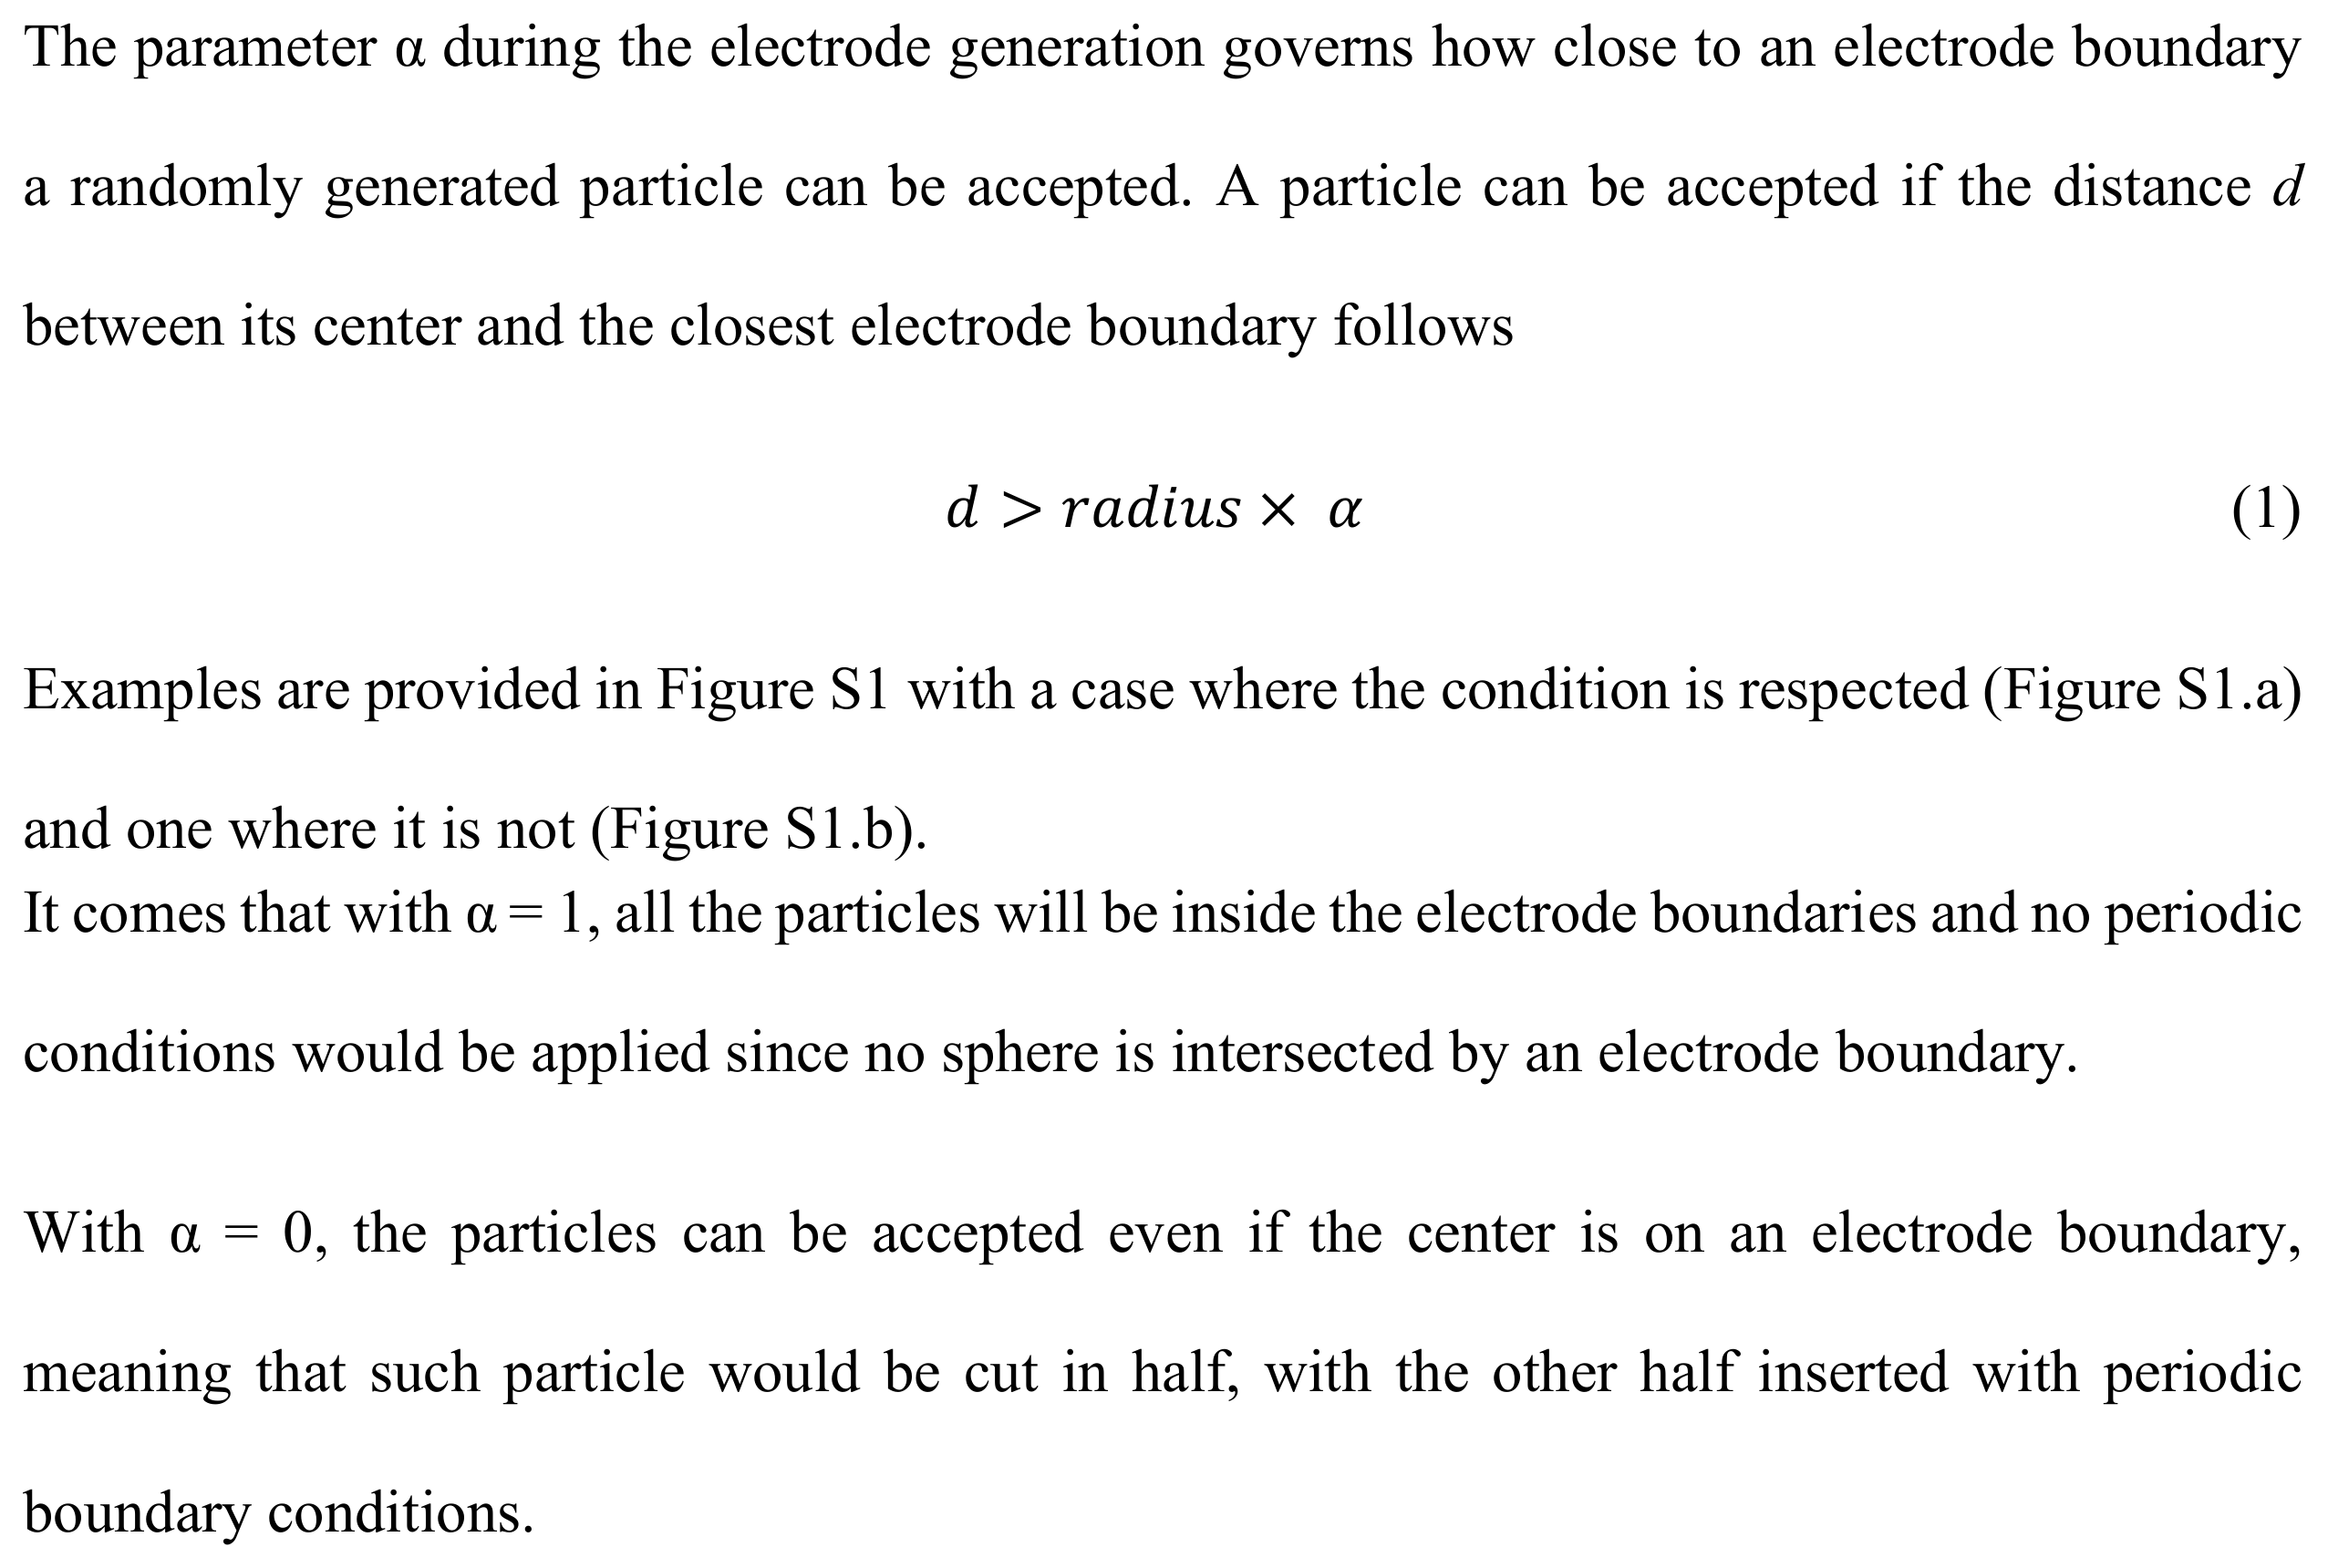 The parameter α during the electrode generation governs how close to an electrode boundary
a randomly generated particle can be accepted. A particle can be accepted if the distance d
between its center and the closest electrode boundary follows
d > radius × α (1)
Examples are provided in Figure S1 with a case where the condition is respected (Figure S1.a)
and one where it is not (Figure S1.b).
It comes that with α = 1, all the particles will be inside the electrode boundaries and no periodic
conditions would be applied since no sphere is intersected by an electrode boundary.
With α = 0, the particles can be accepted even if the center is on an electrode boundary,
meaning that such particle would be cut in half, with the other half inserted with periodic
boundary conditions.